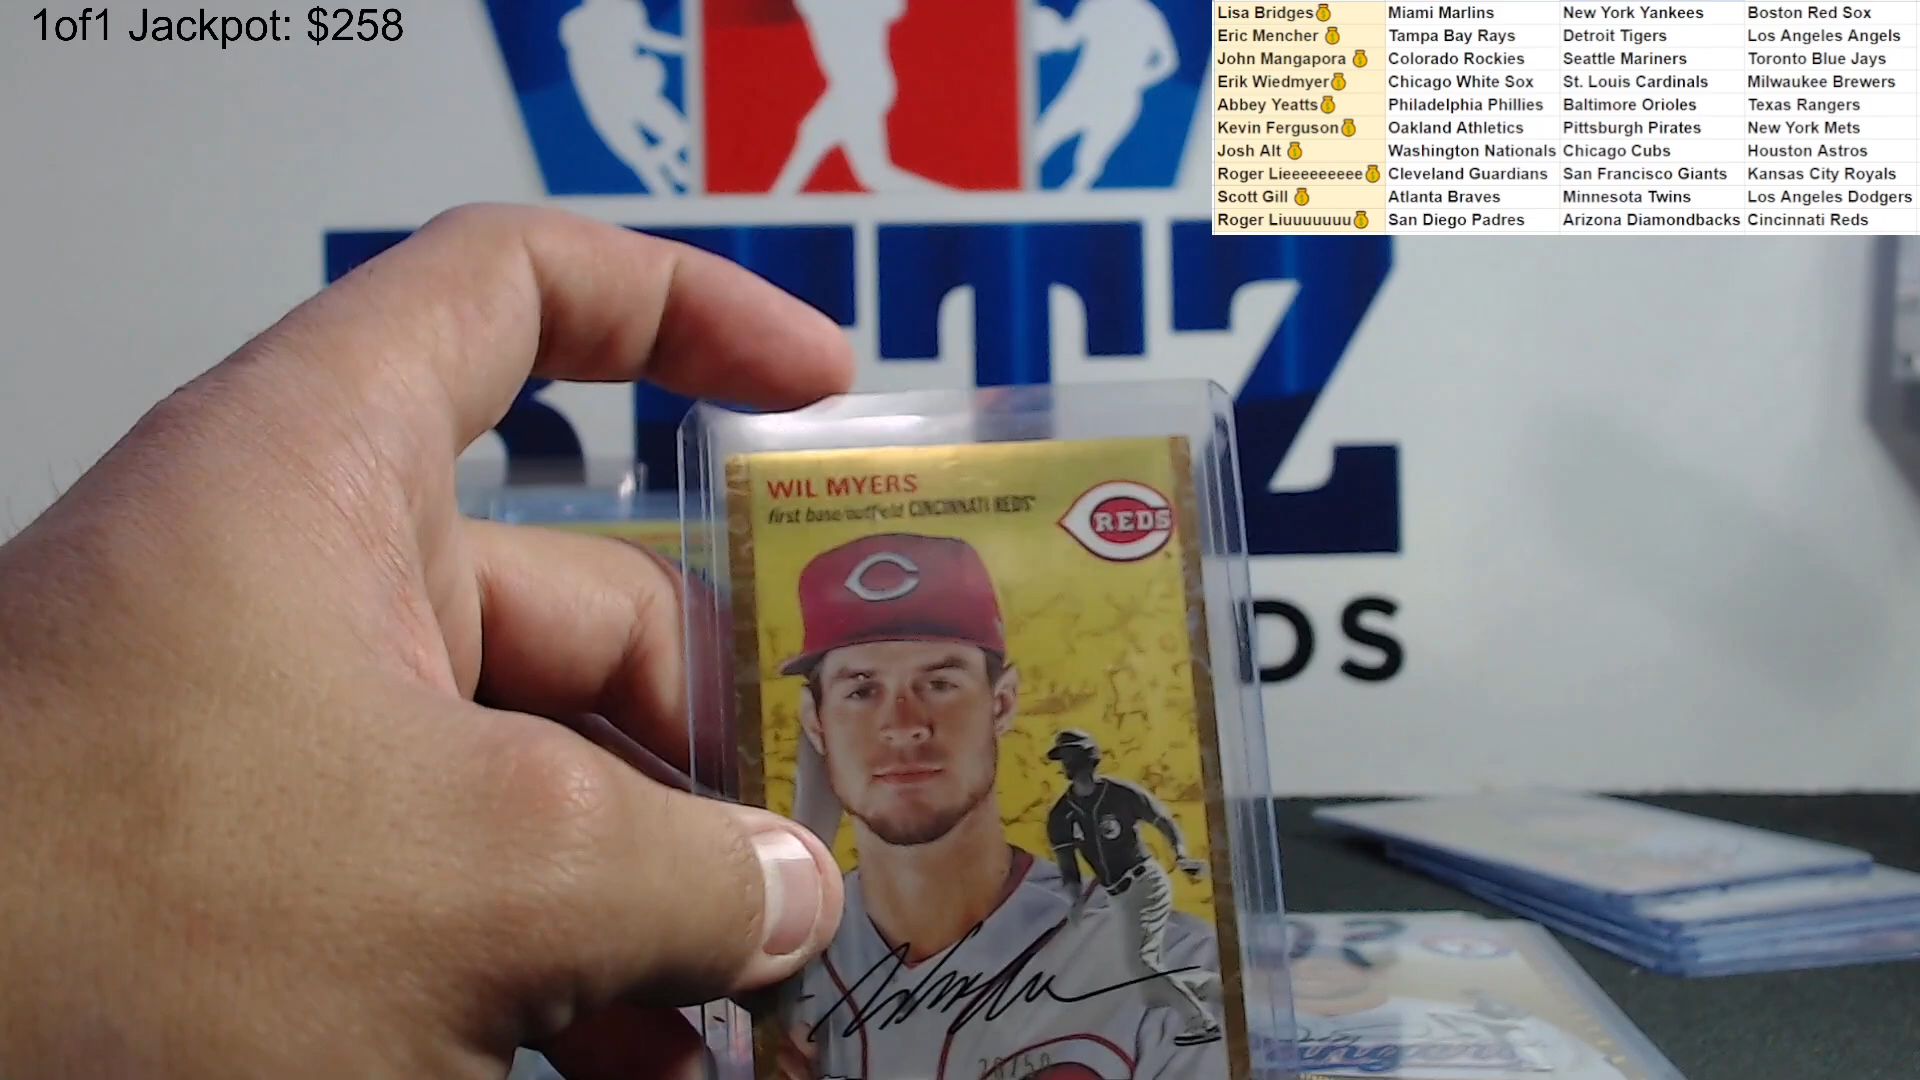 1of1 Jackpot: $258
Lisa Bridges Miami Marlins New York Yankees Boston Red Sox
Eric Mencher Tampa Bay Rays Detroit Tigers Los Angeles Angels
John Mangapora Colorado Rockies Seattle Mariners Toronto Blue Jays
Erik Wiedmyer Chicago White Sox St. Louis Cardinals Milwaukee Brewers
Abbey Yeatts Philadelphia Phillies Baltimore Orioles Texas Rangers
Kevin Ferguson Oakland Athletics Pittsburgh Pirates New York Mets
Josh Alt Washington Nationals Chicago Cubs Houston Astros
Roger Lieeeeeeeee Cleveland Guardians San Francisco Giants Kansas City Royals
Scott Gill Atlanta Braves Minnesota Twins Los Angeles Dodgers
Roger Liuuuuuuu San Diego Padres Arizona Diamondbacks Cincinnati Reds
WIL MYERS
first base/outfield CINCINNATI REDS
REDS